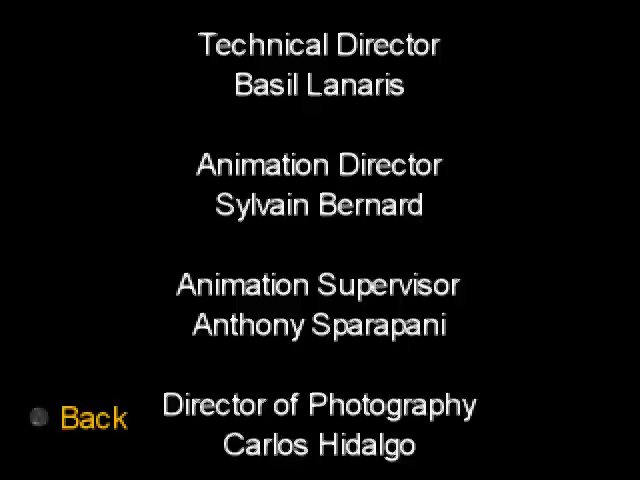 Technical Director
Basil Lanaris
Animation Director
Sylvain Bernard
Animation Supervisor
Anthony Sparapani
Director of Photography
Carlos Hidalgo
Back